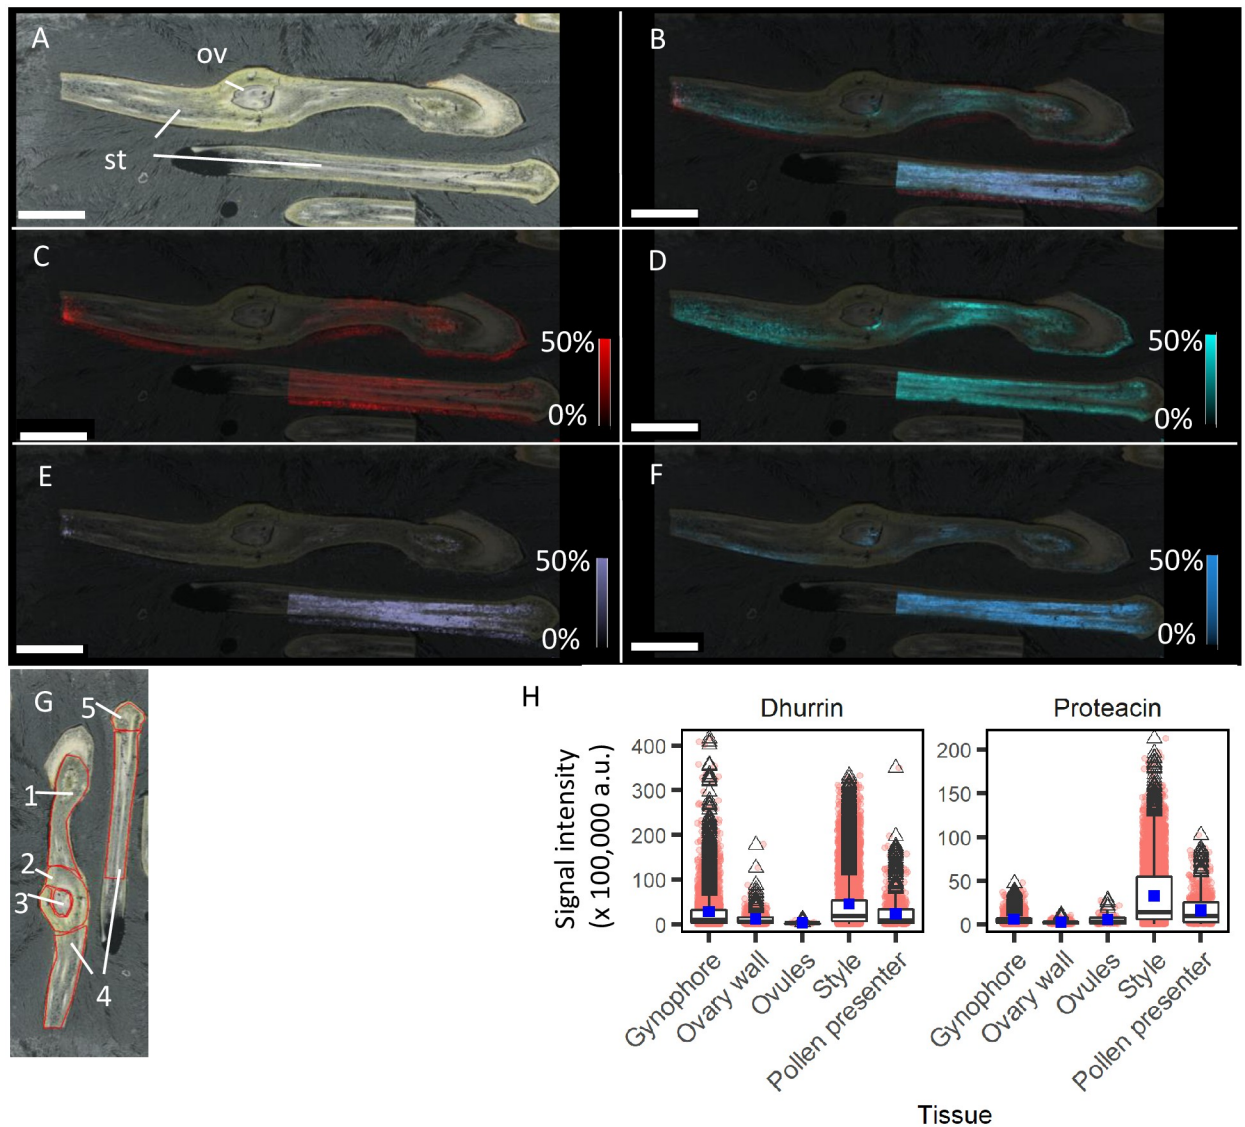 A
ov
st
B
C
50%
0%
D
50%
0%
E
50%
0%
F
50%
0%
G
5
1
2
3
4
H
Dhurrin
Proteacin
Signal intensity
(x 100,000 a.u.)
400
300
200
100
0
200
150
100
50
0
Gynophore
Ovary wall
Ovules
Style
Pollen presenter
Gynophore
Ovary wall
Ovules
Style
Pollen presenter
Tissue